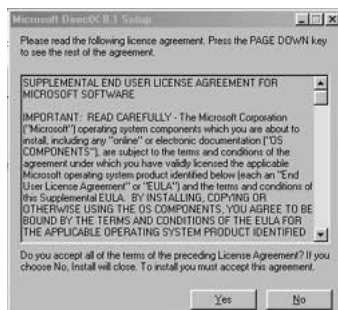 Microsoft DirectX 8.1 Setup
Please read the following license agreement. Press the PAGE DOWN key
to see the rest of the agreement.
SUPPLEMENTAL END USER LICENSE AGREEMENT FOR
MICROSOFT SOFTWARE
IMPORTANT: READ CAREFULLY - The Microsoft Corporation
("Microsoft") operating system components which you are about to
install, including any "online" or electronic documentation ("OS
COMPONENTS"), are subject to the terms and conditions of the
agreement under which you have validly licensed the applicable
Microsoft operating system product identified below (each an "End
User License Agreement" or "EULA") and the terms and conditions of
this Supplemental EULA. BY INSTALLING, COPYING OR
OTHERWISE USING THE OS COMPONENTS, YOU AGREE TO BE
BOUND BY THE TERMS AND CONDITIONS OF THE EULA FOR
THE APPLICABLE OPERATING SYSTEM PRODUCT IDENTIFIED
Do you accept all of the terms of the preceding License Agreement? If you
choose No, Install will close. To install you must accept this agreement.
Yes No